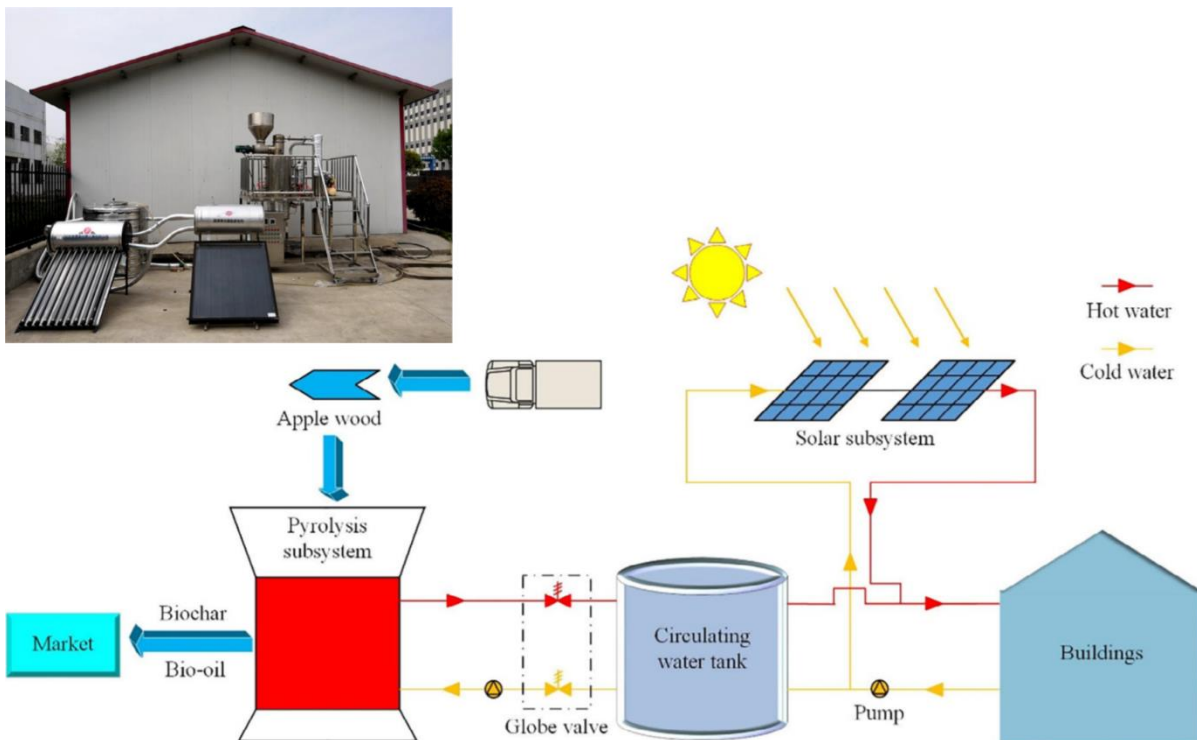 Hot water
Cold water
Apple wood
Solar subsystem
Pyrolysis
subsystem
Biochar
Market
Bio-oil
Circulating
water tank
Buildings
Globe valve
Pump